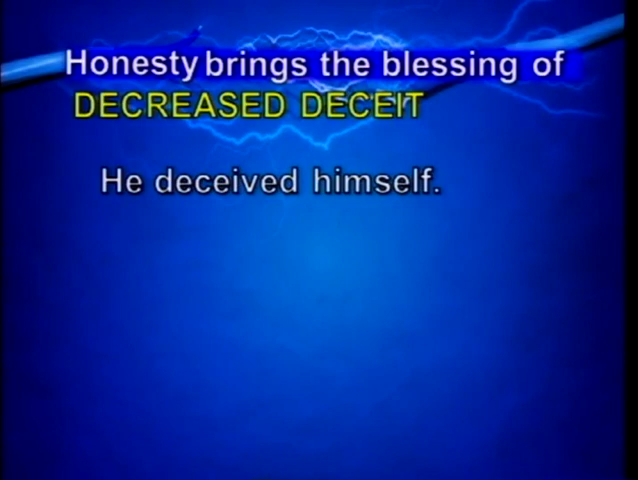 Honesty brings the blessing of
DECREASED DECEIT
He deceived himself.